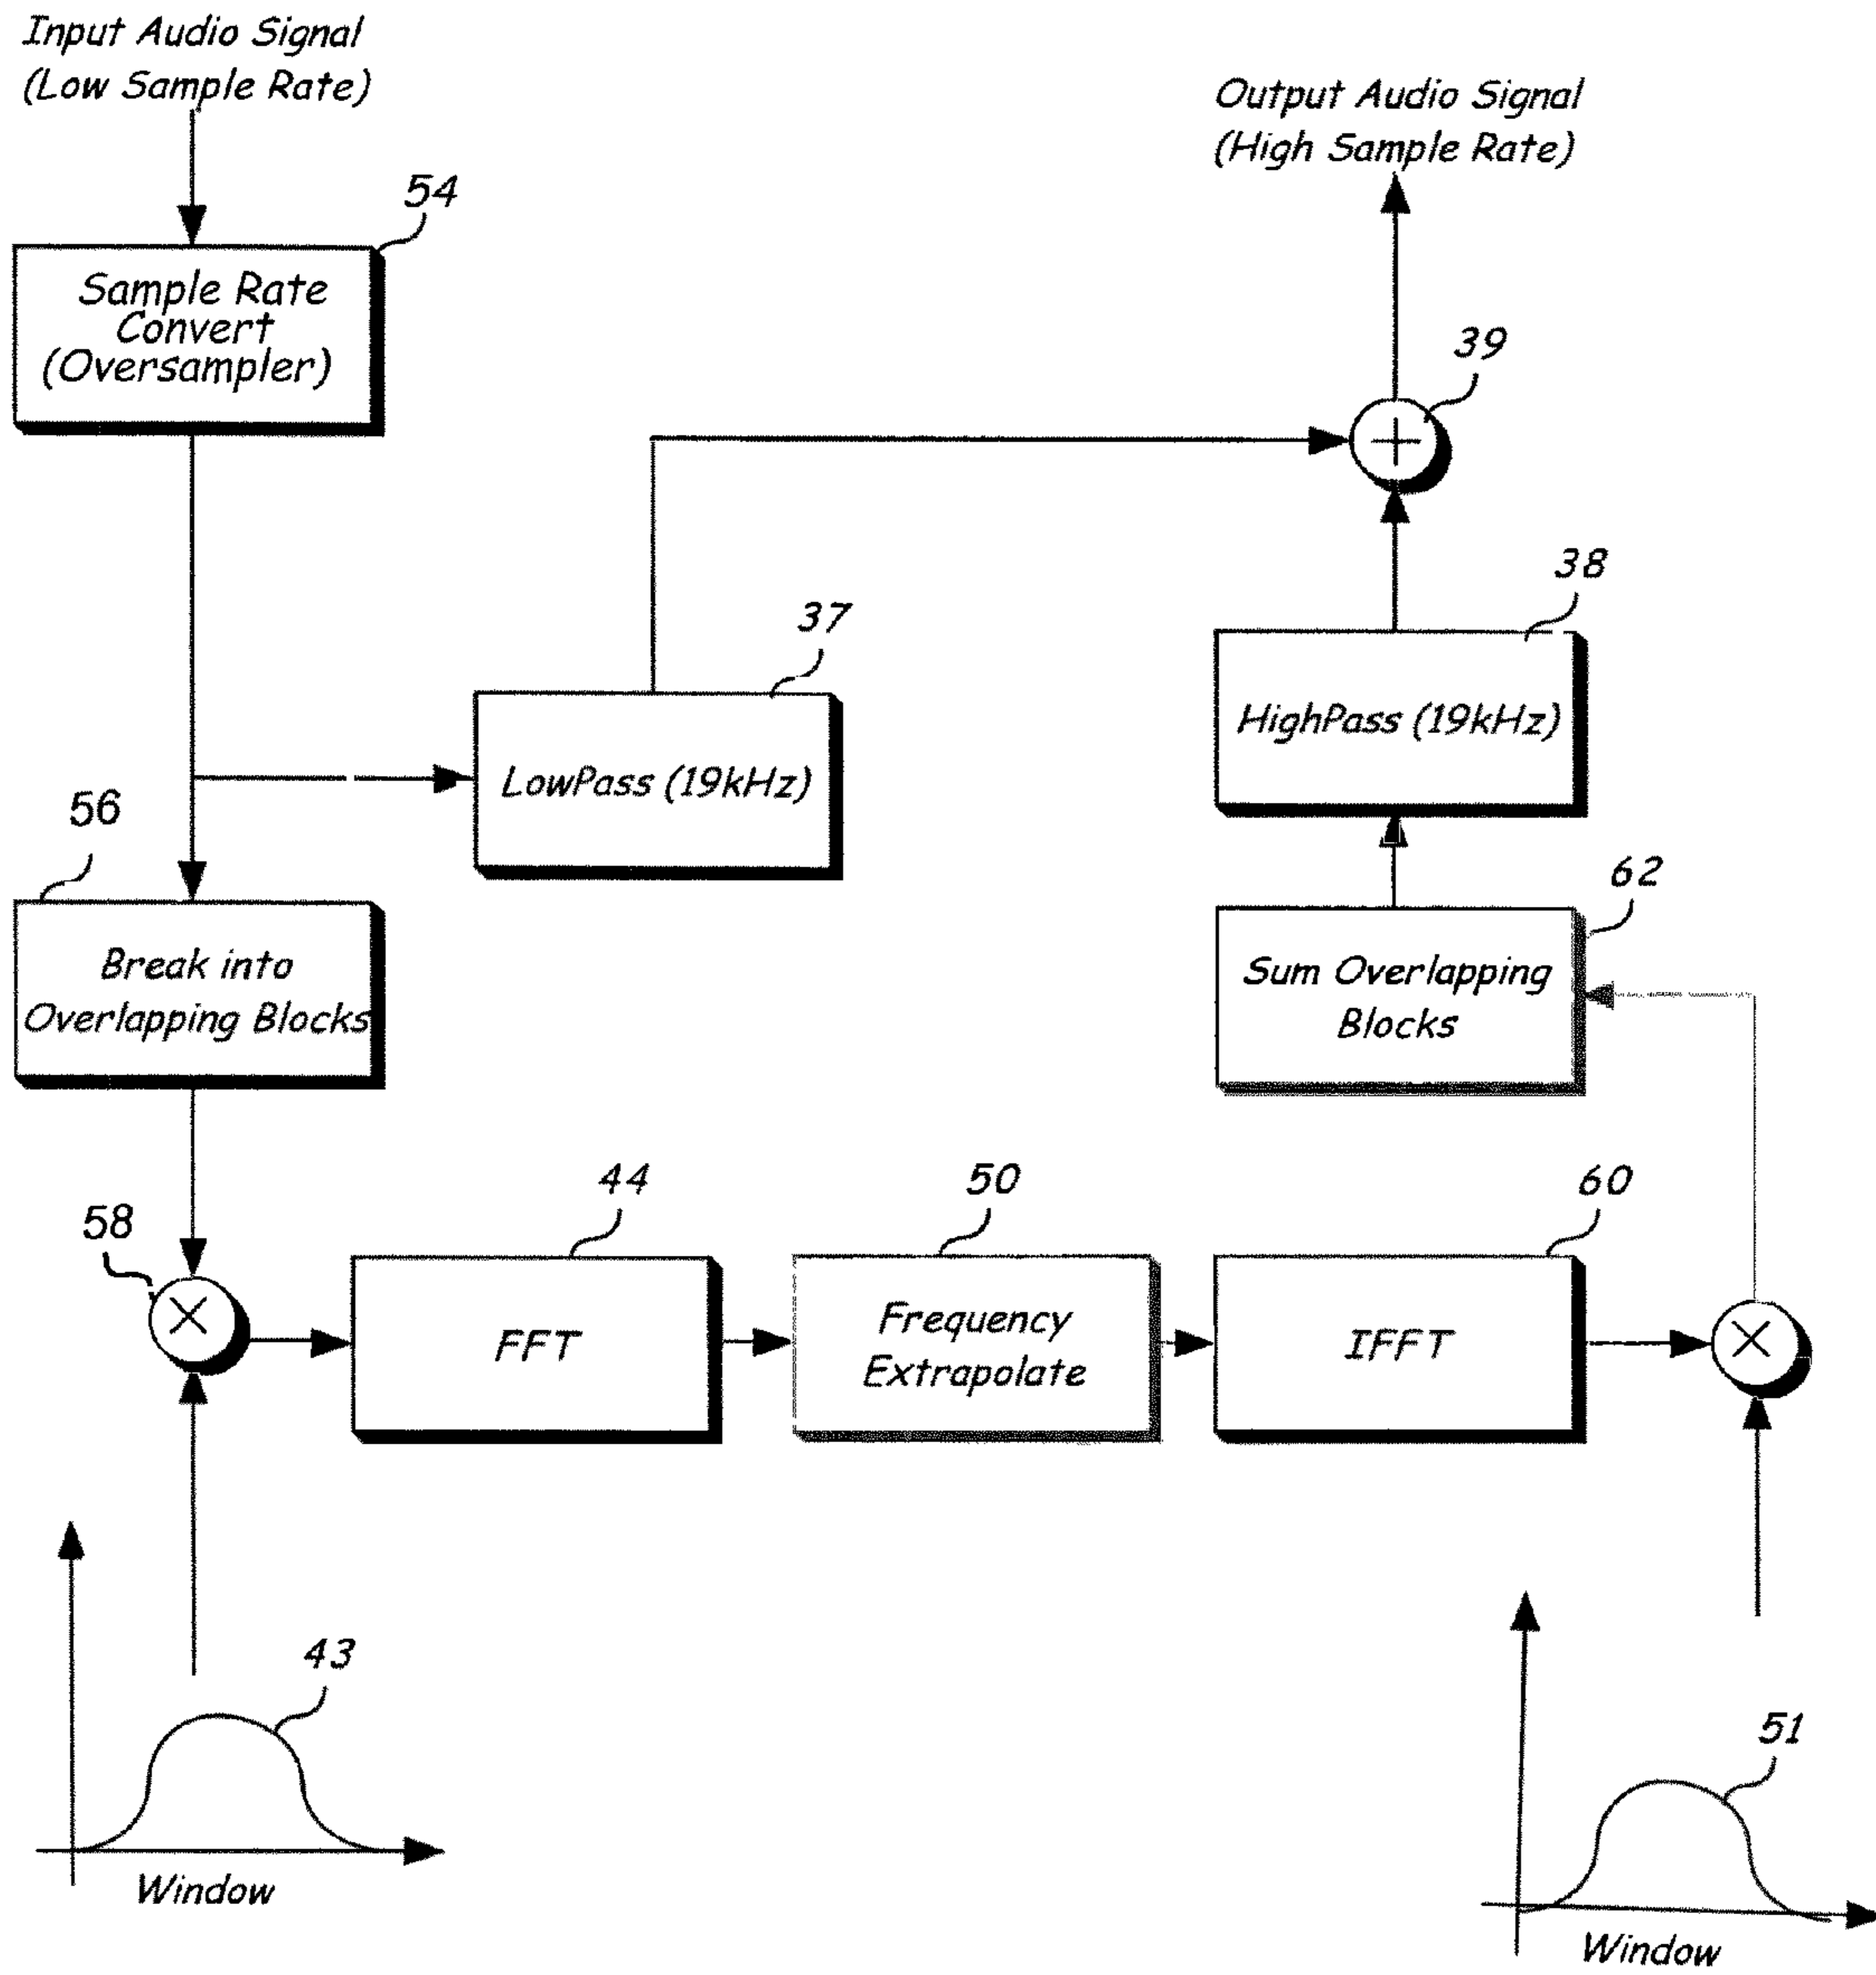 Input Audio Signal
(Low Sample Rate)
Output Audio Signal
(High Sample Rate)
54
Sample Rate
Convert
(Oversampler)
39
38
HighPass (19kHz)
37
LowPass (19kHz)
56
Break into
Overlapping Blocks
62
Sum Overlapping
Blocks
58
44
FFT
50
Frequency
Extrapolate
60
IFFT
43
Window
51
Window